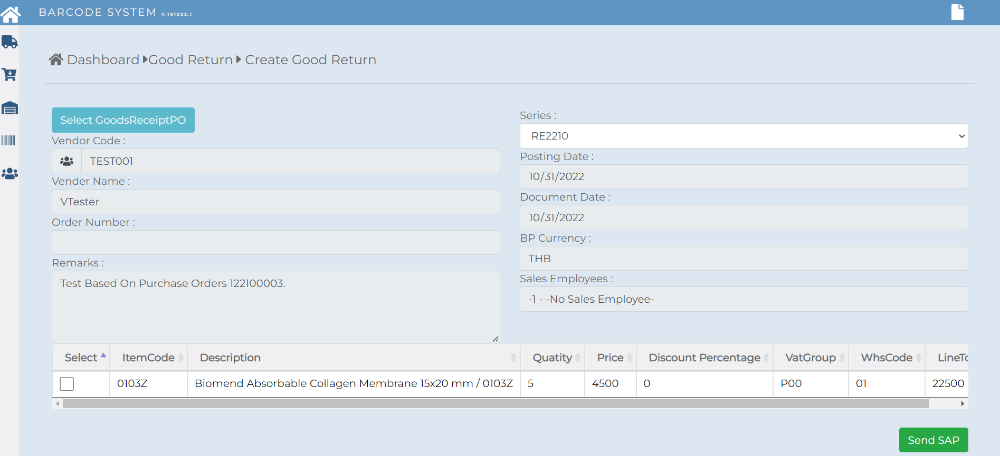 BARCODE SYSTEM V.191022.1
Dashboard Good Return Create Good Return
Select GoodsReceiptPO
Vendor Code :
TEST001
Vender Name :
VTester
Order Number :
Remarks :
Test Based On Purchase Orders 122100003.
Series :
RE2210
Posting Date :
10/31/2022
Document Date :
10/31/2022
BP Currency :
THB
Sales Employees :
-1 - -No Sales Employee-
Select ItemCode Description Quatity Price Discount Percentage VatGroup WhsCode LineTo
0103Z Biomend Absorbable Collagen Membrane 15x20 mm / 0103Z 5 4500 0 P00 01 22500
Send SAP